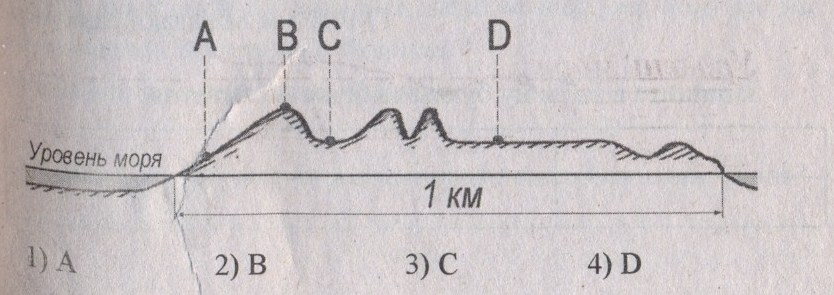 A B C D
Уровень моря
1 км
1) A 2) B 3) C 4) D